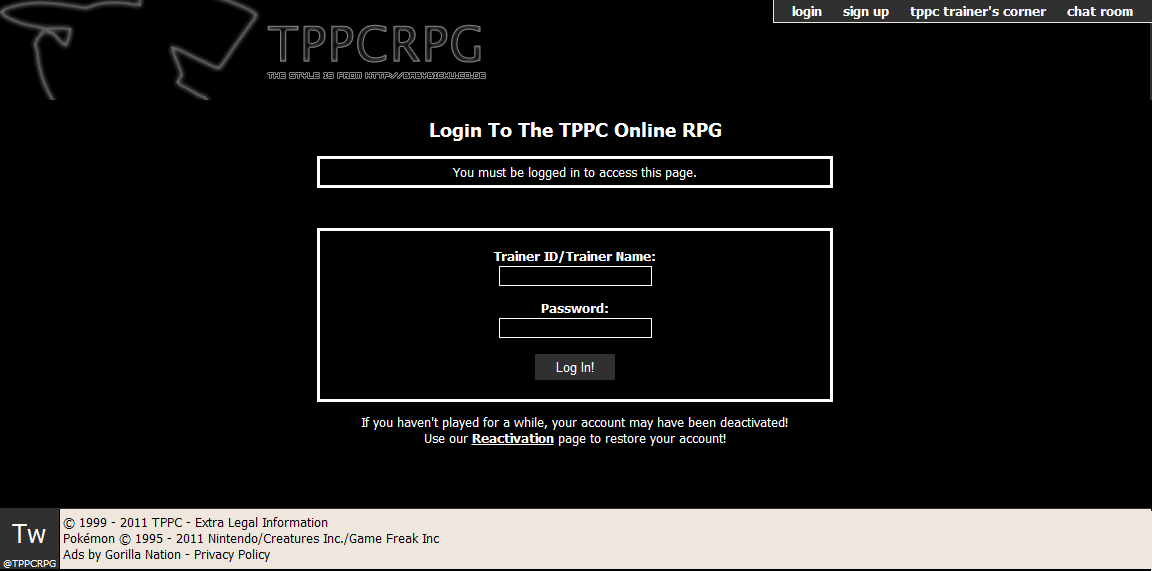 login sign up tppc trainer's corner chat room
TPPCRPG
THE STYLE IS FROM HTTP://BABYBICHU.CO.DE
Login To The TPPC Online RPG
You must be logged in to access this page.
Trainer ID/Trainer Name:
Password:
Log In!
If you haven't played for a while, your account may have been deactivated!
Use our Reactivation page to restore your account!
Tw
@TPPCRPG
© 1999 - 2011 TPPC - Extra Legal Information
Pokémon © 1995 - 2011 Nintendo/Creatures Inc./Game Freak Inc
Ads by Gorilla Nation - Privacy Policy